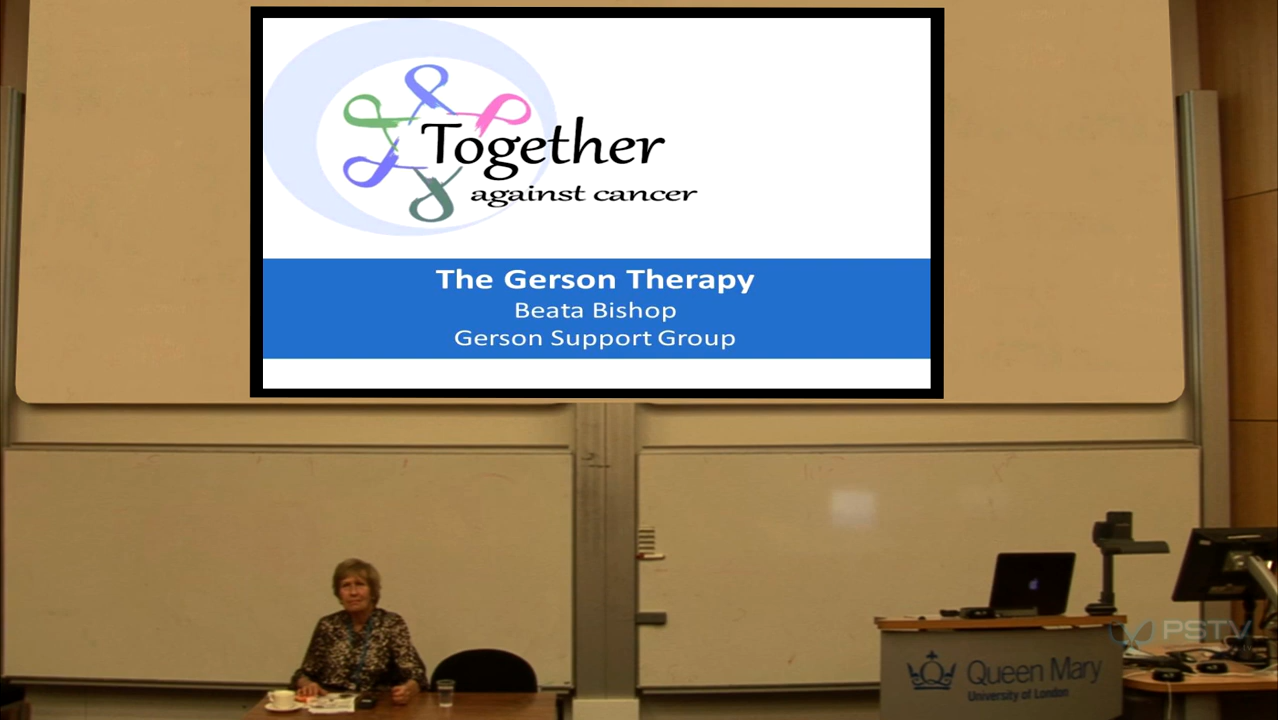 Together
against cancer
The Gerson Therapy
Beata Bishop
Gerson Support Group
PSTV
Queen Mary
University of London